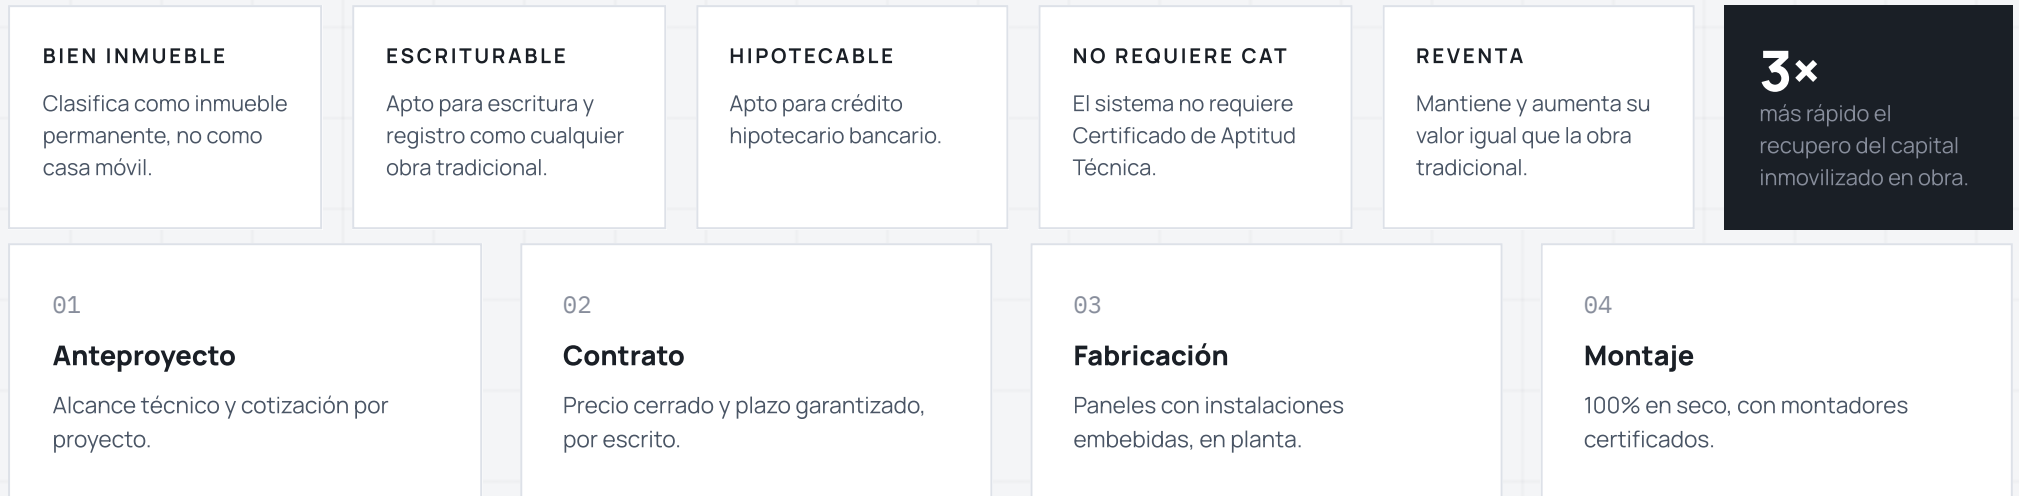 BIEN INMUEBLE
Clasifica como inmueble
permanente, no como
casa móvil.
ESCRITURABLE
Apto para escritura y
registro como cualquier
obra tradicional.
HIPOTECABLE
Apto para crédito
hipotecario bancario.
NO REQUIERE CAT
El sistema no requiere
Certificado de Aptitud
Técnica.
REVENTA
Mantiene y aumenta su
valor igual que la obra
tradicional.
3×
más rápido el
recupero del capital
inmovilizado en obra.
01
Anteproyecto
Alcance técnico y cotización por
proyecto.
02
Contrato
Precio cerrado y plazo garantizado,
por escrito.
03
Fabricación
Paneles con instalaciones
embebidas, en planta.
04
Montaje
100% en seco, con montadores
certificados.